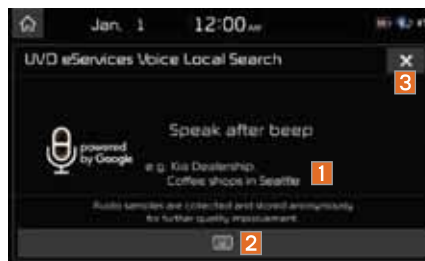 Jan. 1 12:00 AM
UVO eServices Voice Local Search
3
Speak after beep
powered
by Google
e.g. Kia Dealership
Coffee shops in Seattle
1
Audio samples are collected and stored anonymously
for further quality improvement
2